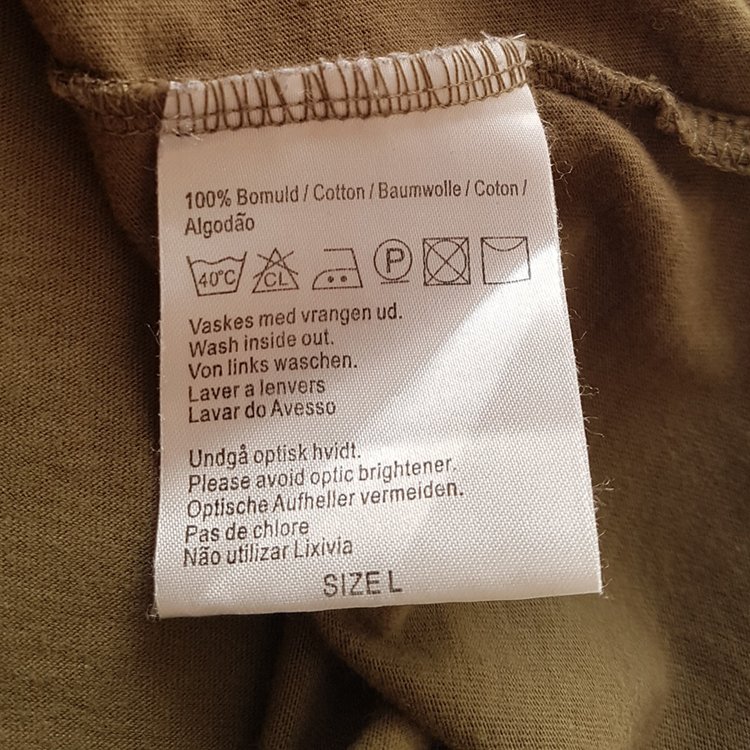 100% Bomuld / Cotton / Baumwolle / Coton /
Algodão
40°C CL P
Vaskes med vrangen ud.
Wash inside out.
Von links waschen.
Laver a lenvers
Lavar do Avesso
Undgå optisk hvidt.
Please avoid optic brightener.
Optische Aufheller vermeiden.
Pas de chlore
Não utilizar Lixivia
SIZE L